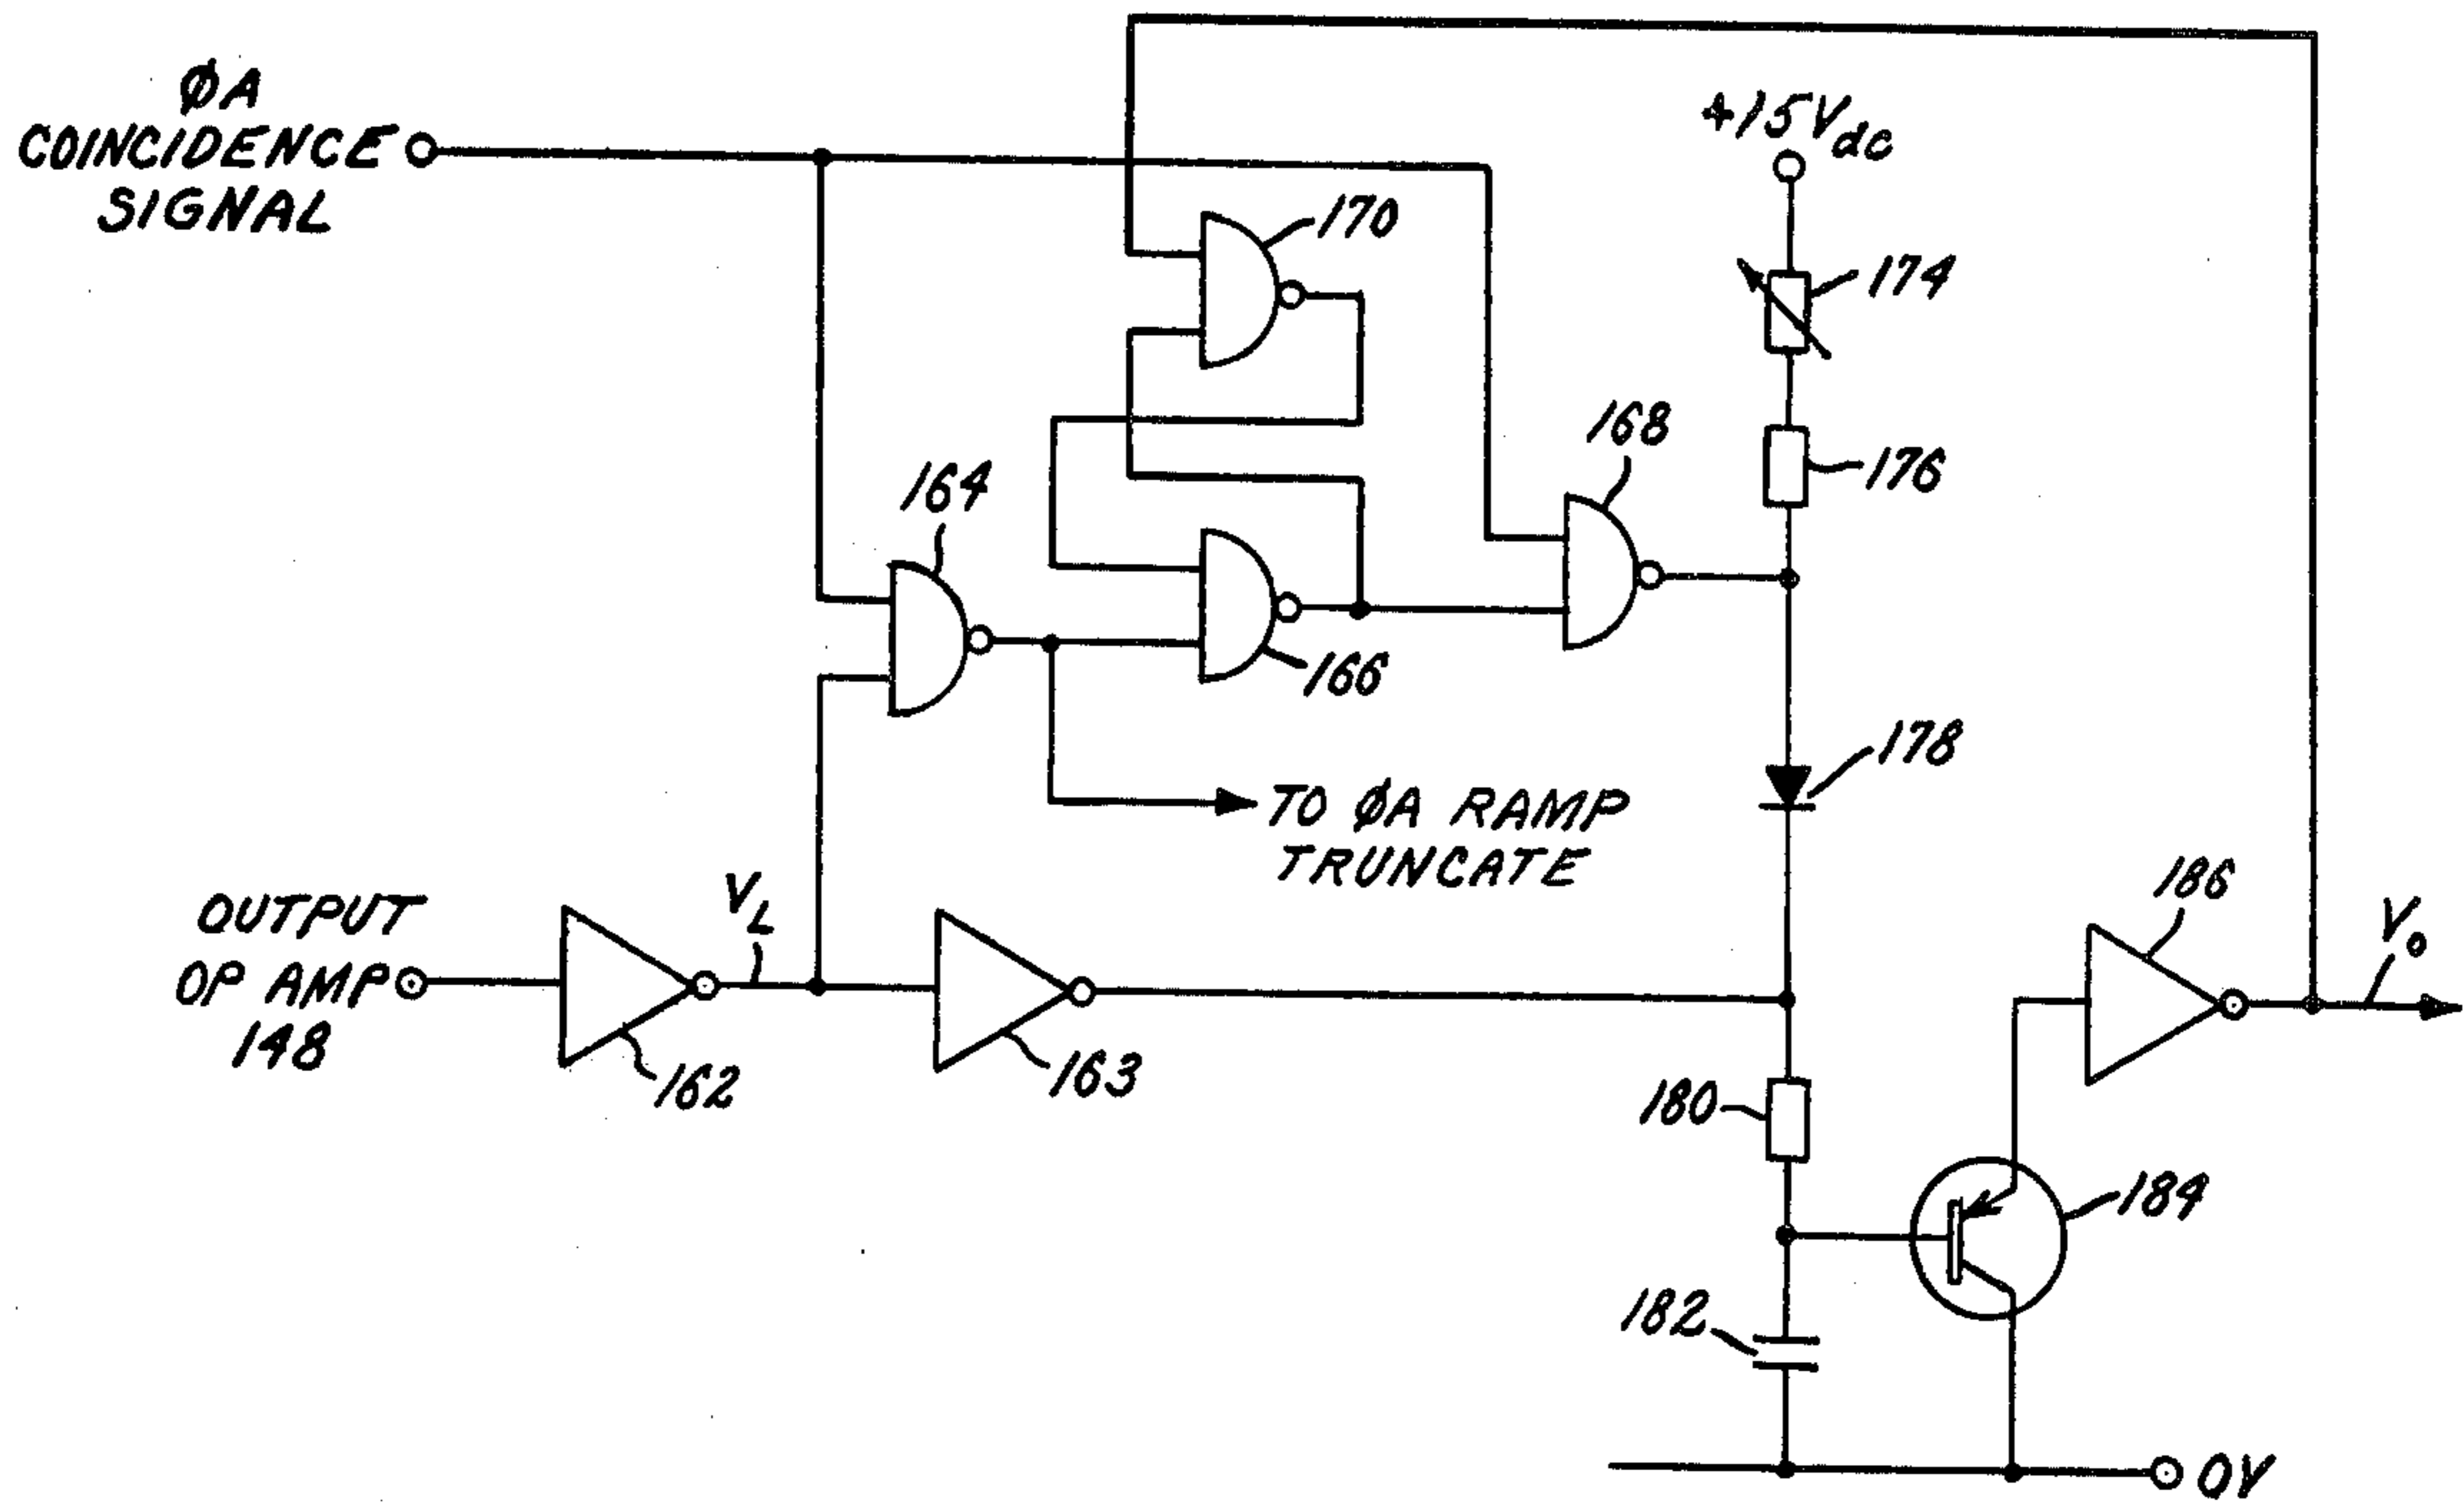 ØA
COINCIDENCE
SIGNAL
+15Vdc
170
174
168
176
164
166
178
TO ØA RAMP
TRUNCATE
OUTPUT
OP AMP
148
VL
162
163
186
Vo
180
184
182
0V